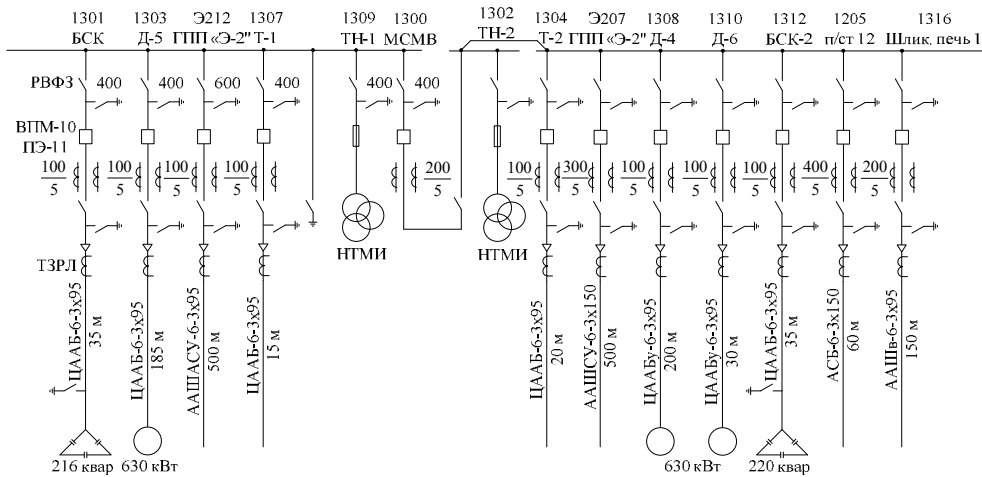 1301 1303 Э212 1307 1309 1300 1302 1304 Э207 1308 1310 1312 1205 1316
БСК Д-5 ГПП «Э-2" Т-1 ТН-1 МСМВ ТН-2 Т-2 ГПП «Э-2" Д-4 Д-6 БСК-2 п/ст 12 Шлик. печь 1
РВФЗ 400 400 600 400 400 400
ВПМ-10
ПЭ-11
100 100 100 100 200 100 300 100 100 100 400 200
5 5 5 5 5 5 5 5 5 5 5 5
НТМИ НТМИ
ТЗРЛ
ЦААБ-6-3х95
35 м
ЦААБ-6-3х95
185 м
ААШАСУ-6-3х95
500 м
ЦААБ-6-3х95
15 м
ЦААБ-6-3х95
20 м
ААШСУ-6-3х150
500 м
ЦААБу-6-3х95
200 м
ЦААБу-6-3х95
30 м
ЦААБ-6-3х95
35 м
АСБ-6-3х150
60 м
ААШв-6-3х95
150 м
216 квар 630 кВт 630 кВт 220 квар